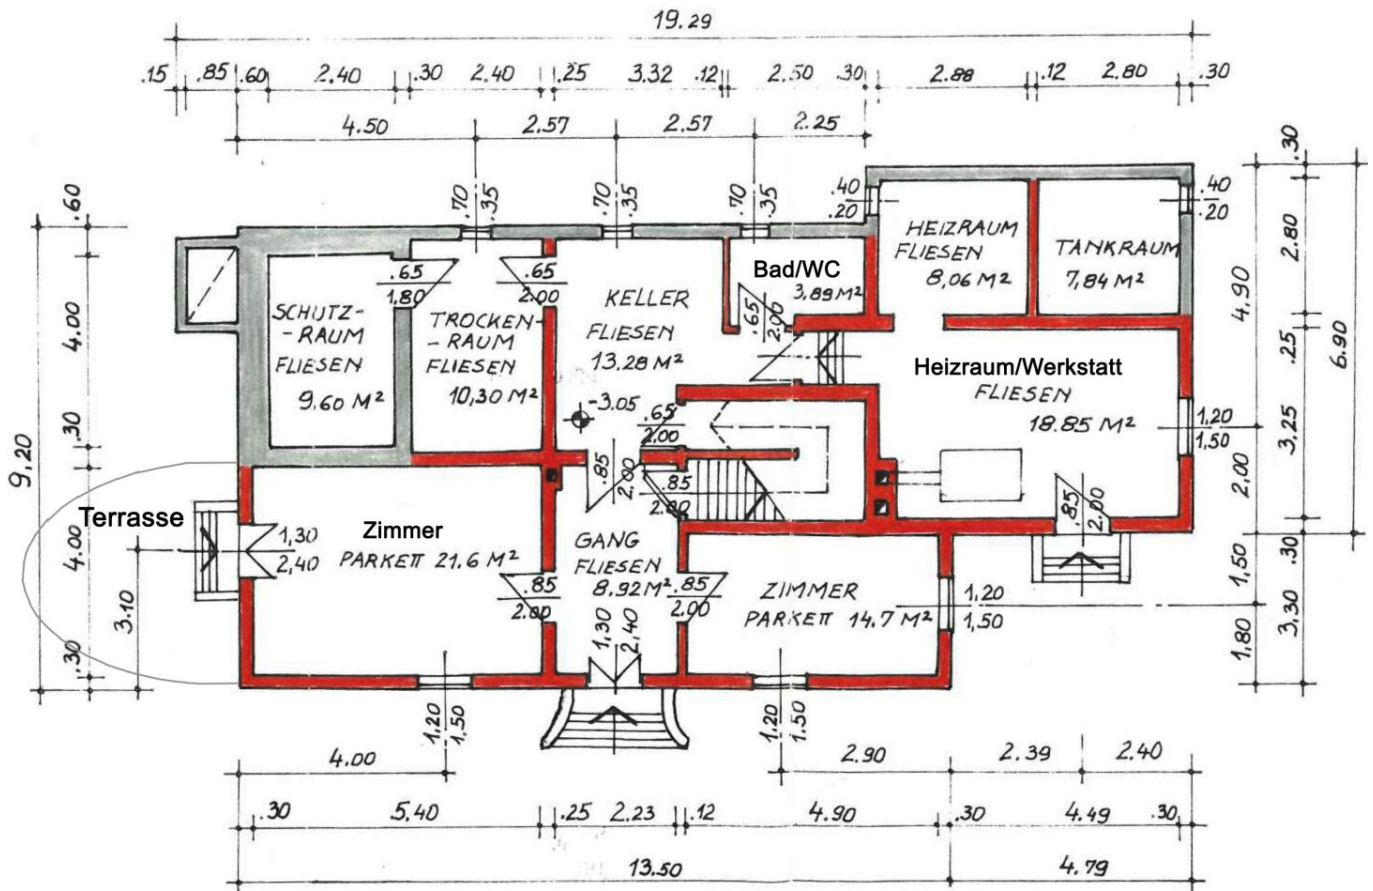 19.29
.15 .85 .60 2.40 .30 2.40 .25 3.32 .12 2.50 .30 2.88 .12 2.80 .30
4.50 2.57 2.57 2.25
.70 .35 .70 .35 .70 .35
.40 .20
.40 .20
.60
4.00
.30
9,20
4.00
3.10
.30
SCHUTZ-
-RAUM
FLIESEN
9.60 M²
.65
1,80
TROCKEN-
-RAUM
FLIESEN
10,30 M²
.65
2.00
KELLER
FLIESEN
13.28 M²
-3.05
Bad/WC
3,89 M²
.65
2.00
HEIZRAUM
FLIESEN
8,06 M²
TANKRAUM
7,84 M²
Heizraum/Werkstatt
FLIESEN
18.85 M²
1,20
1,50
.65
2.00
.85
2,00
.85
2.00
.85
2.00
Terrasse
1,30
2,40
Zimmer
PARKETT 21.6 M²
.85
2.00
GANG
FLIESEN
8.92 M²
1,30
2,40
.85
2.00
ZIMMER
PARKETT 14.7 M²
1,20
1,50
1,20
1,50
1,20
1.50
.30
2.80
4.90
.25
6.90
3,25
2,00
.30
1,50
3,30
1,80
4.00 2.90 2.39 2.40
.30 5,40 .25 2.23 .12 4.90 .30 4.49 .30
13.50 4.79